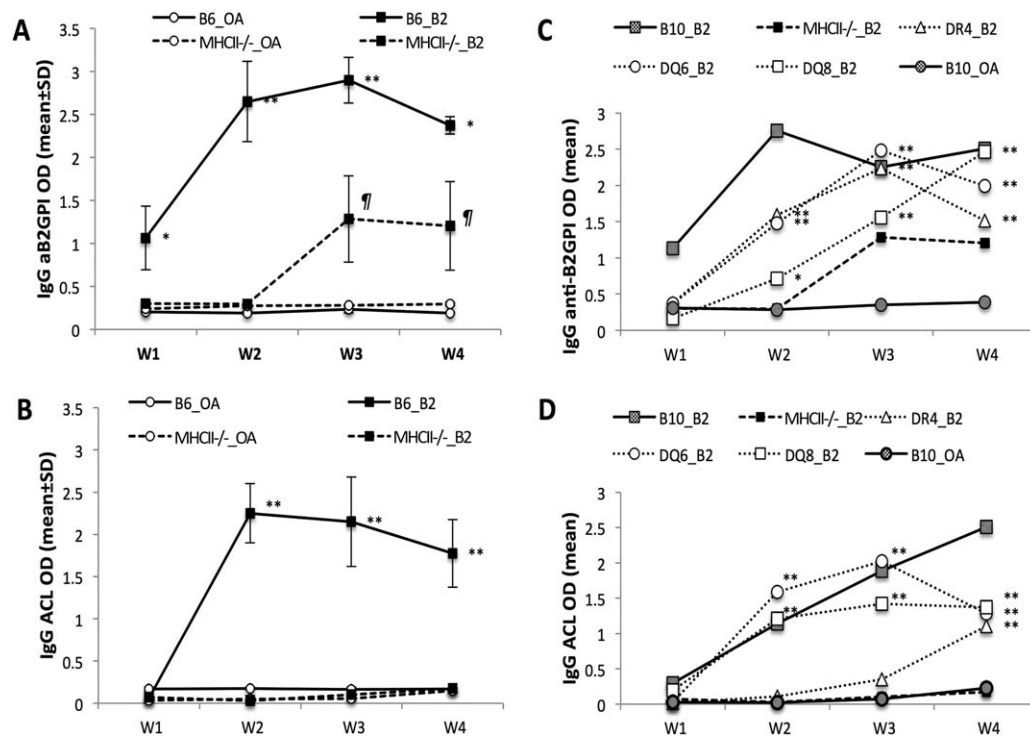 A
B6_OA B6_B2
MHCII-/-_OA MHCII-/-_B2
IgG aB2GPI OD (mean±SD)
3.5
3
2.5
2
1.5
1
0.5
0
*
**
**
*
¶
¶
W1 W2 W3 W4
B
B6_OA B6_B2
MHCII-/-_OA MHCII-/-_B2
IgG ACL OD (mean±SD)
3.5
3
2.5
2
1.5
1
0.5
0
**
**
**
W1 W2 W3 W4
C
B10_B2 MHCII-/-_B2 DR4_B2
DQ6_B2 DQ8_B2 B10_OA
IgG anti-B2GPI OD (mean)
3
2.5
2
1.5
1
0.5
0
**
**
*
**
**
**
**
**
**
W1 W2 W3 W4
D
B10_B2 MHCII-/-_B2 DR4_B2
DQ6_B2 DQ8_B2 B10_OA
IgG ACL OD (mean)
3
2.5
2
1.5
1
0.5
0
**
**
**
**
**
**
**
W1 W2 W3 W4